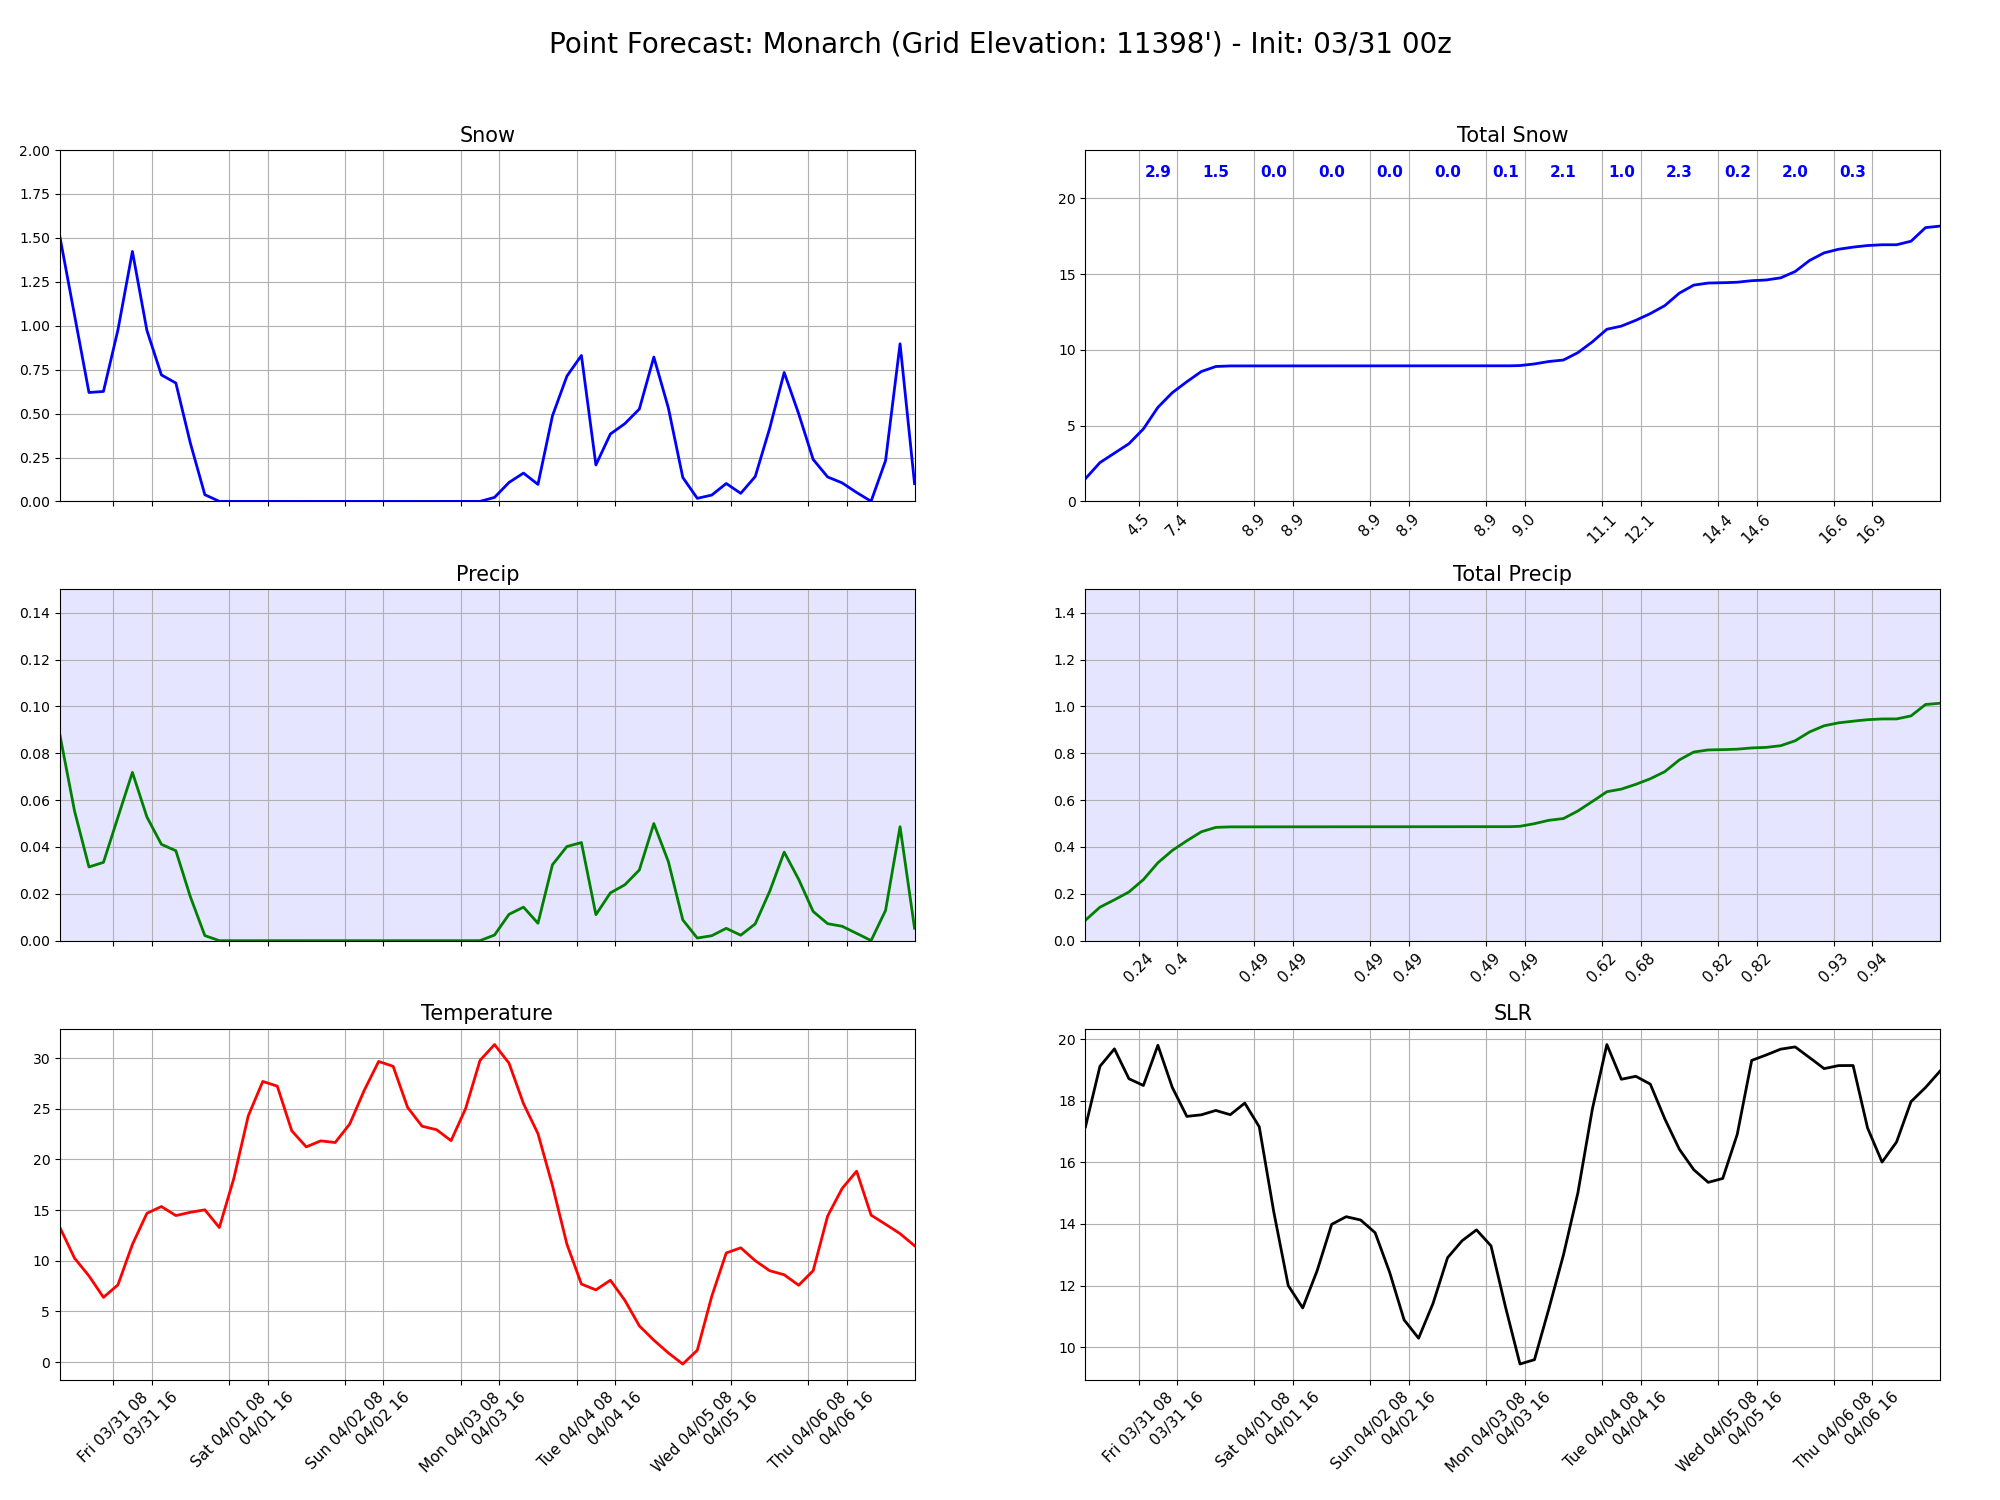 Point Forecast: Monarch (Grid Elevation: 11398') - Init: 03/31 00z
Snow
2.00
1.75
1.50
1.25
1.00
0.75
0.50
0.25
0.00
Total Snow
2.9 1.5 0.0 0.0 0.0 0.0 0.1 2.1 1.0 2.3 0.2 2.0 0.3
20
15
10
5
0
4.5 7.4 8.9 8.9 8.9 8.9 8.9 9.0 11.1 12.1 14.4 14.6 16.6 16.9
Precip
0.14
0.12
0.10
0.08
0.06
0.04
0.02
0.00
Total Precip
1.4
1.2
1.0
0.8
0.6
0.4
0.2
0.0
0.24 0.4 0.49 0.49 0.49 0.49 0.49 0.49 0.62 0.68 0.82 0.82 0.93 0.94
Temperature
30
25
20
15
10
5
0
Fri 03/31 08
03/31 16
Sat 04/01 08
04/01 16
Sun 04/02 08
04/02 16
Mon 04/03 08
04/03 16
Tue 04/04 08
04/04 16
Wed 04/05 08
04/05 16
Thu 04/06 08
04/06 16
SLR
20
18
16
14
12
10
Fri 03/31 08
03/31 16
Sat 04/01 08
04/01 16
Sun 04/02 08
04/02 16
Mon 04/03 08
04/03 16
Tue 04/04 08
04/04 16
Wed 04/05 08
04/05 16
Thu 04/06 08
04/06 16